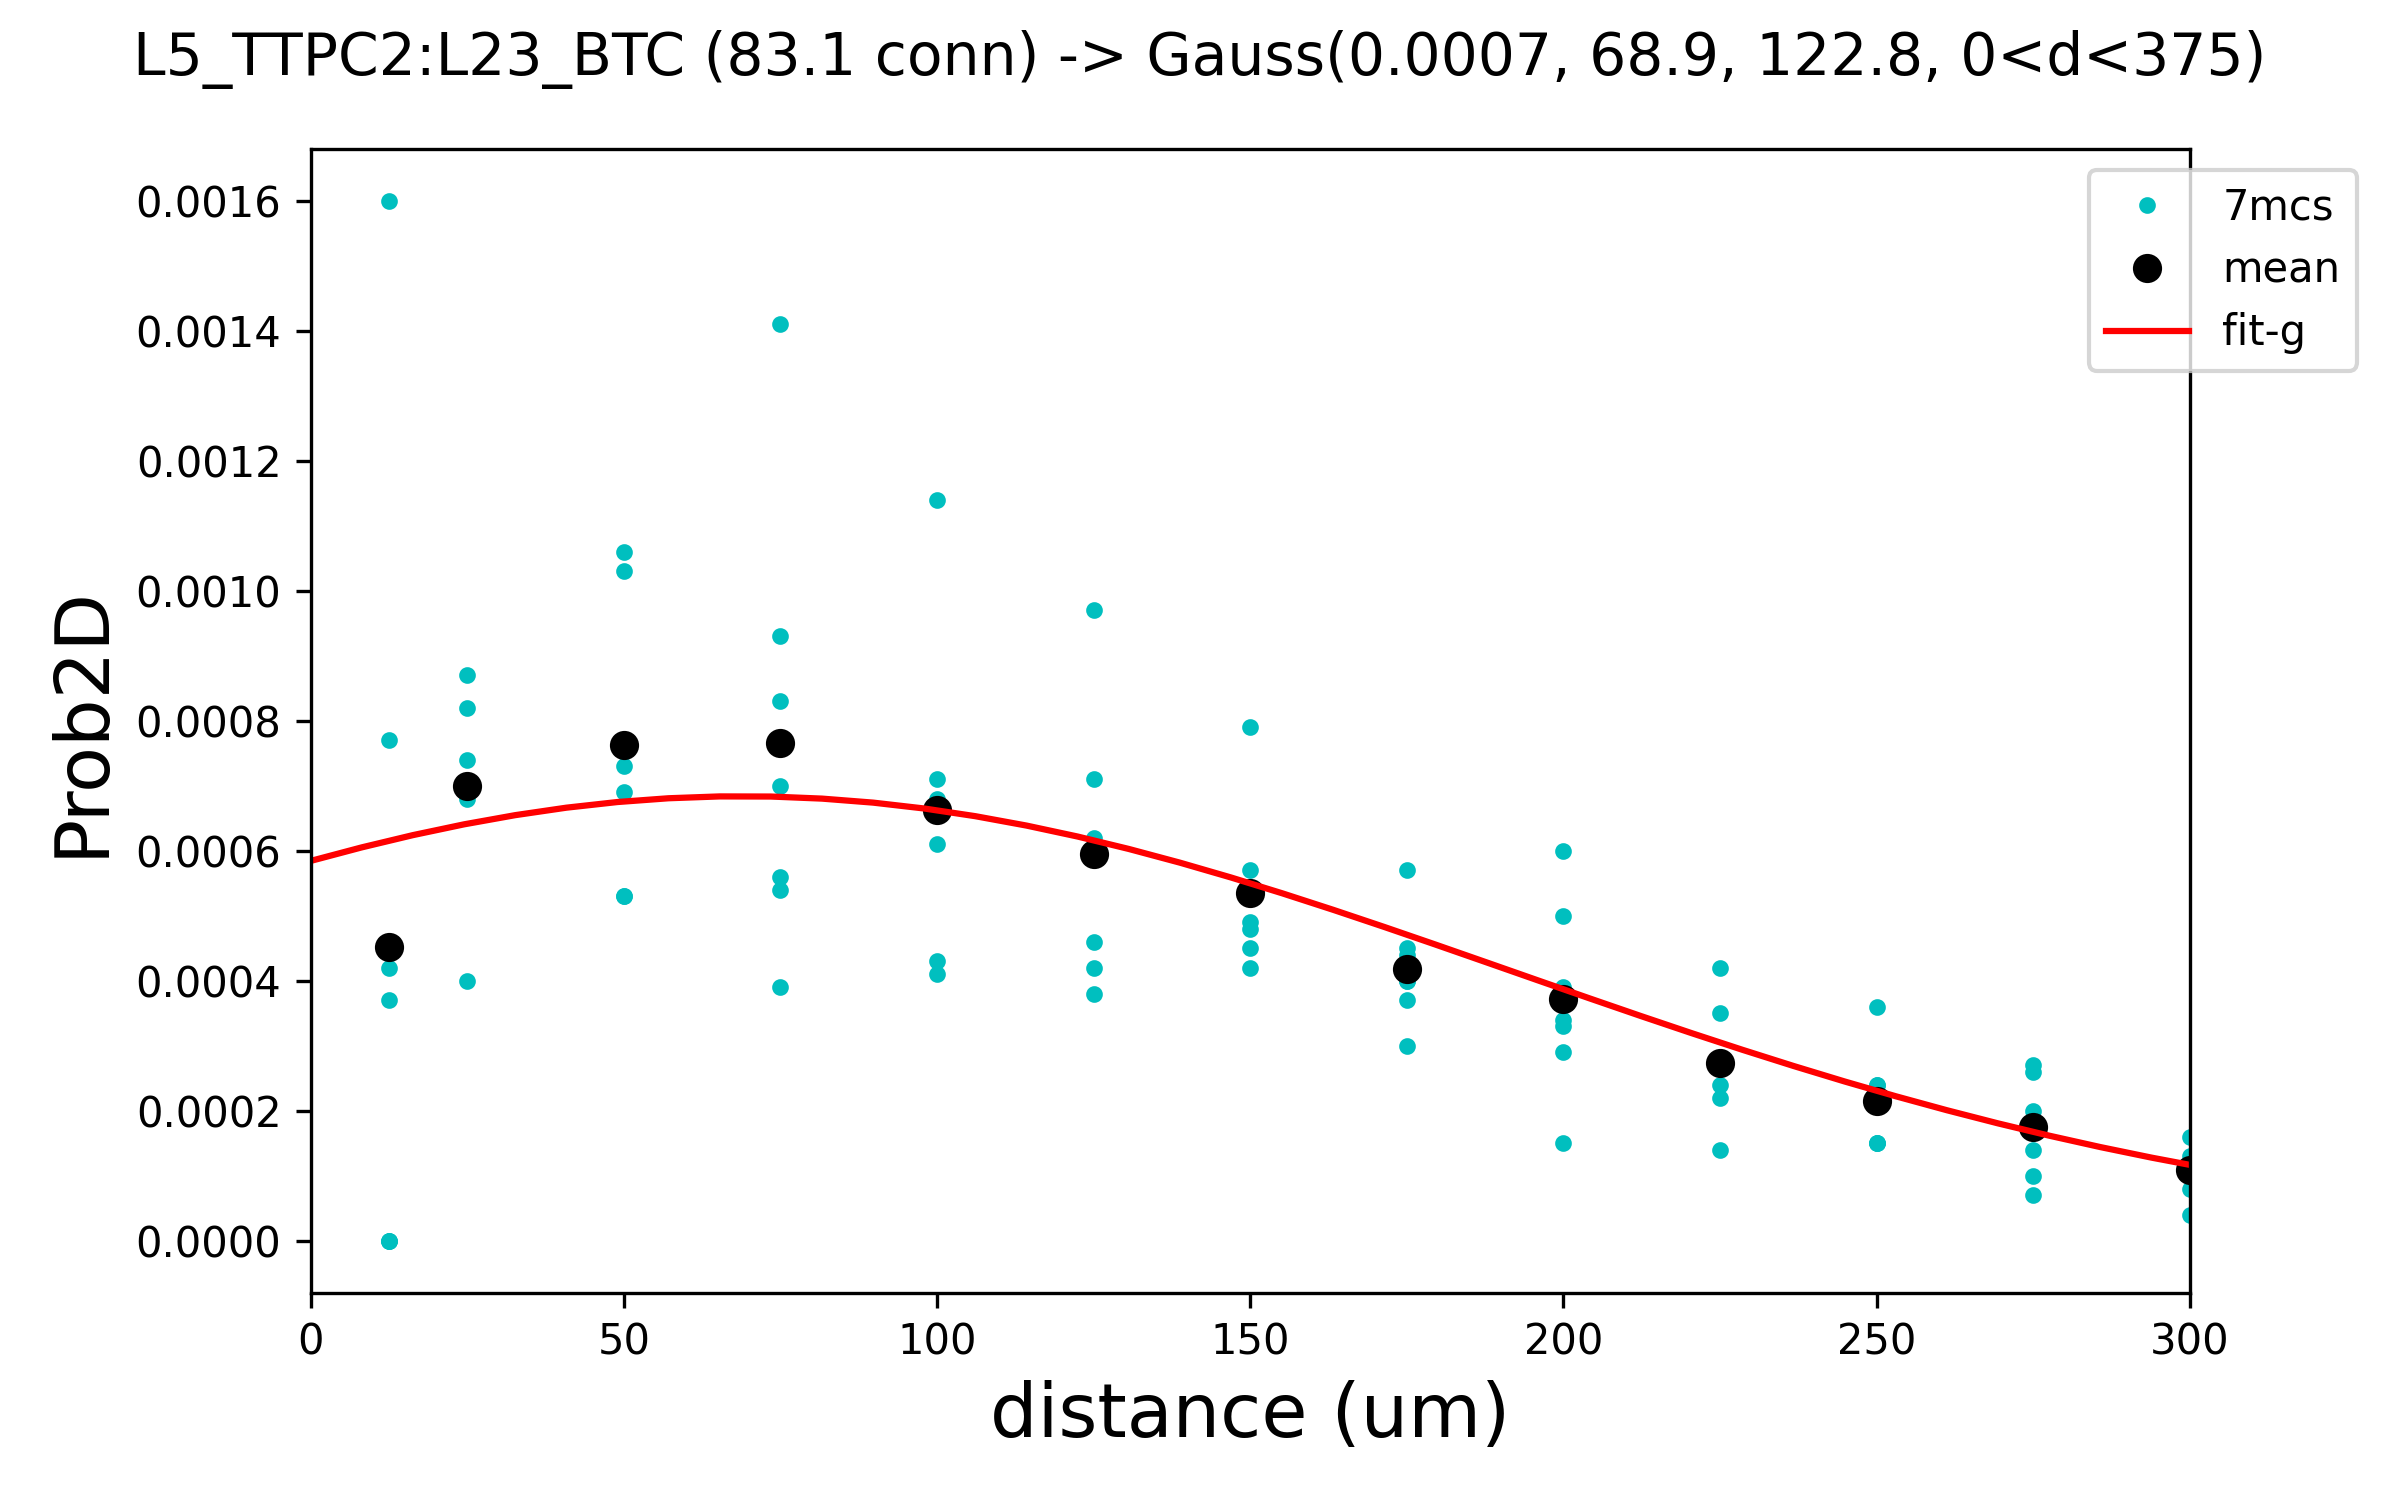 L5_TTPC2:L23_BTC (83.1 conn) -> Gauss(0.0007, 68.9, 122.8, 0<d<375)
7mcs
mean
fit-g
Prob2D
0.0016
0.0014
0.0012
0.0010
0.0008
0.0006
0.0004
0.0002
0.0000
0 50 100 150 200 250 300
distance (um)